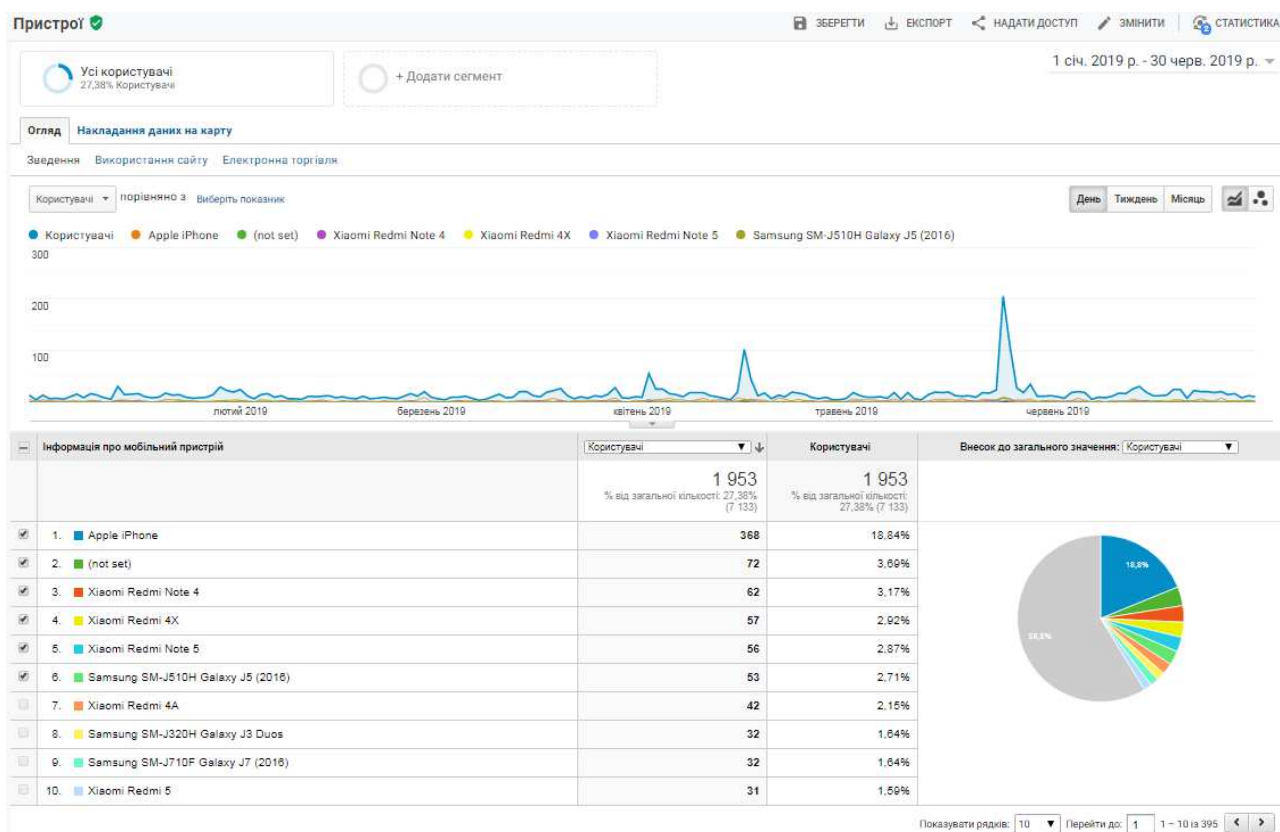 Пристрої
ЗБЕРЕГТИ ЕКСПОРТ НАДАТИ ДОСТУП ЗМІНИТИ СТАТИСТИКА
2
1 січ. 2019 р. - 30 черв. 2019 р.
Усі користувачі
27,38% Користувачі
+ Додати сегмент
Огляд Накладання даних на карту
Зведення Використання сайту Електронна торгівля
Користувачі порівняно з Виберіть показник
День Тиждень Місяць
Користувачі Apple iPhone (not set) Xiaomi Redmi Note 4 Xiaomi Redmi 4X Xiaomi Redmi Note 5 Samsung SM-J510H Galaxy J5 (2016)
300
200
100
лютий 2019 березень 2019 квітень 2019 травень 2019 червень 2019
Інформація про мобільний пристрій Користувачі Користувачі Внесок до загального значення: Користувачі
1 953 1 953
% від загальної кількості: 27,38% % від загальної кількості:
(7 133) 27,38% (7 133)
1. Apple iPhone 368 18,84%
2. (not set) 72 3,69%
3. Xiaomi Redmi Note 4 62 3,17%
4. Xiaomi Redmi 4X 57 2,92%
5. Xiaomi Redmi Note 5 56 2,87%
6. Samsung SM-J510H Galaxy J5 (2016) 53 2,71%
7. Xiaomi Redmi 4A 42 2,15%
8. Samsung SM-J320H Galaxy J3 Duos 32 1,64%
9. Samsung SM-J710F Galaxy J7 (2016) 32 1,64%
10. Xiaomi Redmi 5 31 1,59%
18,8%
Показувати рядків: 10 Перейти до: 1 1 – 10 із 395